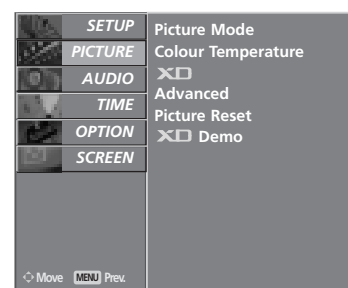 SETUP
PICTURE
AUDIO
TIME
OPTION
SCREEN
Move MENU Prev.
Picture Mode
Colour Temperature
XD
Advanced
Picture Reset
XD Demo